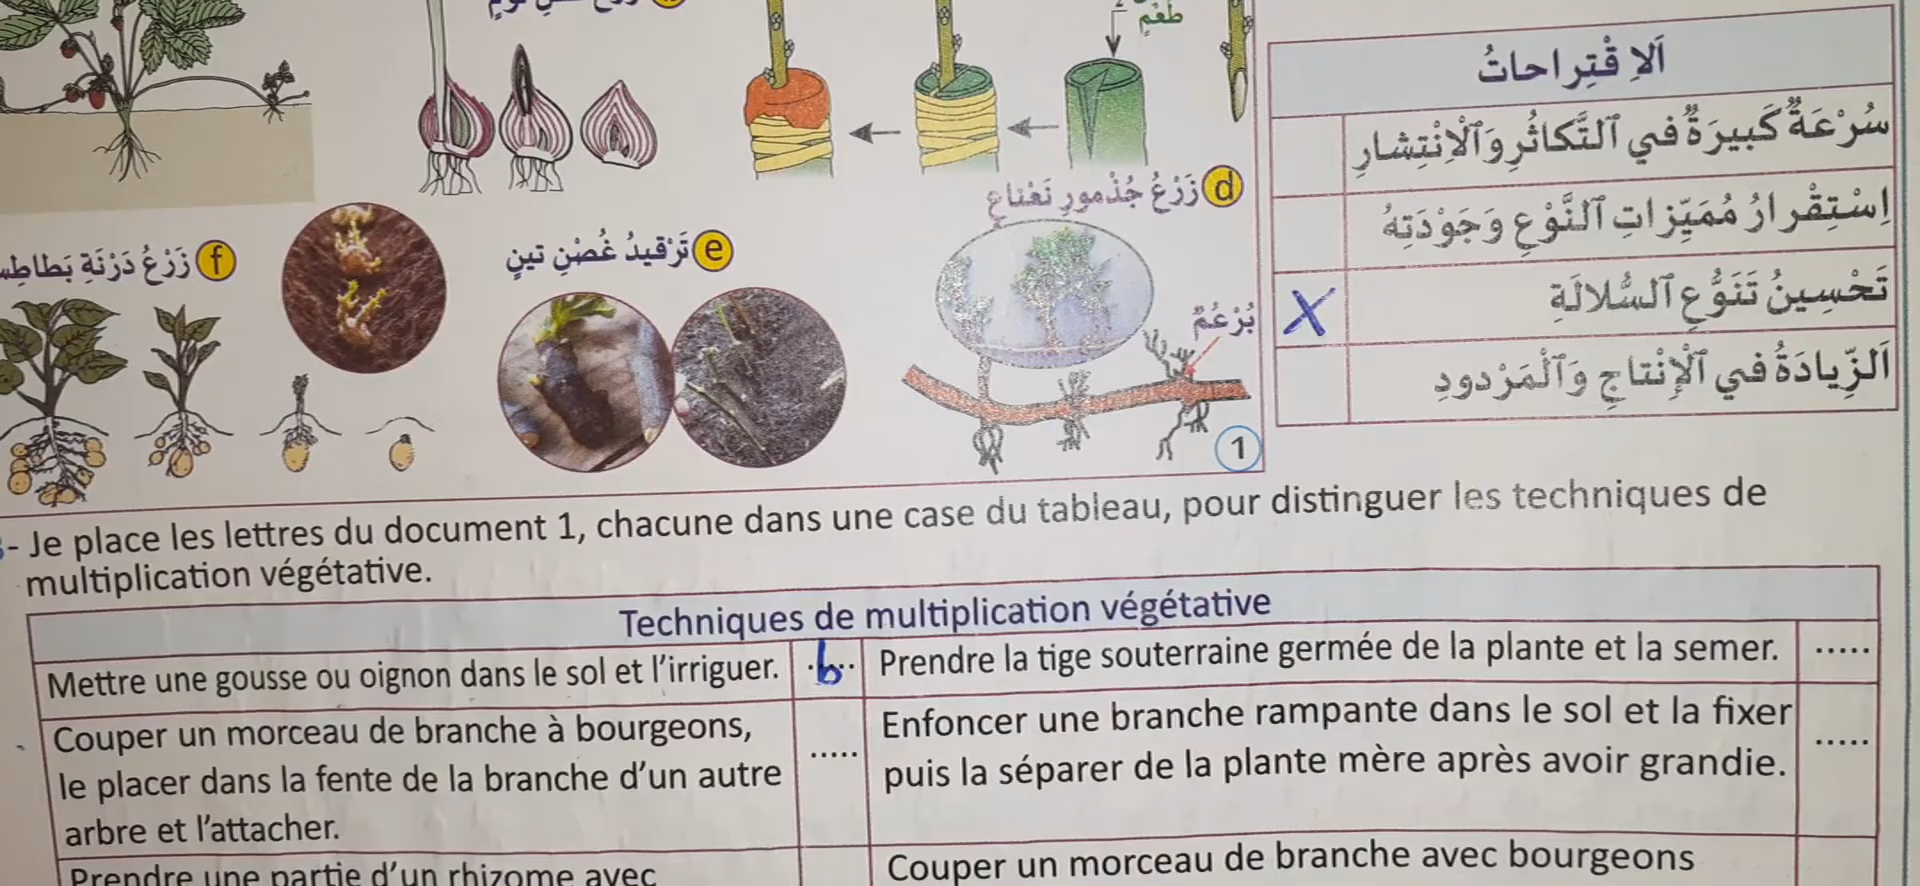 طُعْمٌ
d زَرْعُ جُذْمورِ نَعْناعٍ
e تَرْقيدُ غُصْنِ تينٍ
f زَرْعُ دَرْنَةِ
بُرْعُمٌ
1
اَلاِقْتِراحاتُ
سُرْعَةٌ كَبيرَةٌ في ٱلتَّكاثُرِ وَٱلْاِنْتِشارِ
اِسْتِقْرارُ مُمَيِّزاتِ ٱلنَّوْعِ وَجَوْدَتِهُ
تَحْسِينُ تَنَوُّعِ ٱلسُّلالَةِ
X
اَلزِّيادَةُ في ٱلْإِنْتاجِ وَٱلْمَرْدودِ
- Je place les lettres du document 1, chacune dans une case du tableau, pour distinguer les techniques de
multiplication végétative.
Techniques de multiplication végétative
Mettre une gousse ou oignon dans le sol et l'irriguer.
b
Prendre la tige souterraine germée de la plante et la semer.
.....
Couper un morceau de branche à bourgeons,
le placer dans la fente de la branche d'un autre
arbre et l'attacher.
.....
Enfoncer une branche rampante dans le sol et la fixer
puis la séparer de la plante mère après avoir grandie.
.....
Prendre une partie d'un rhizome avec
Couper un morceau de branche avec bourgeons